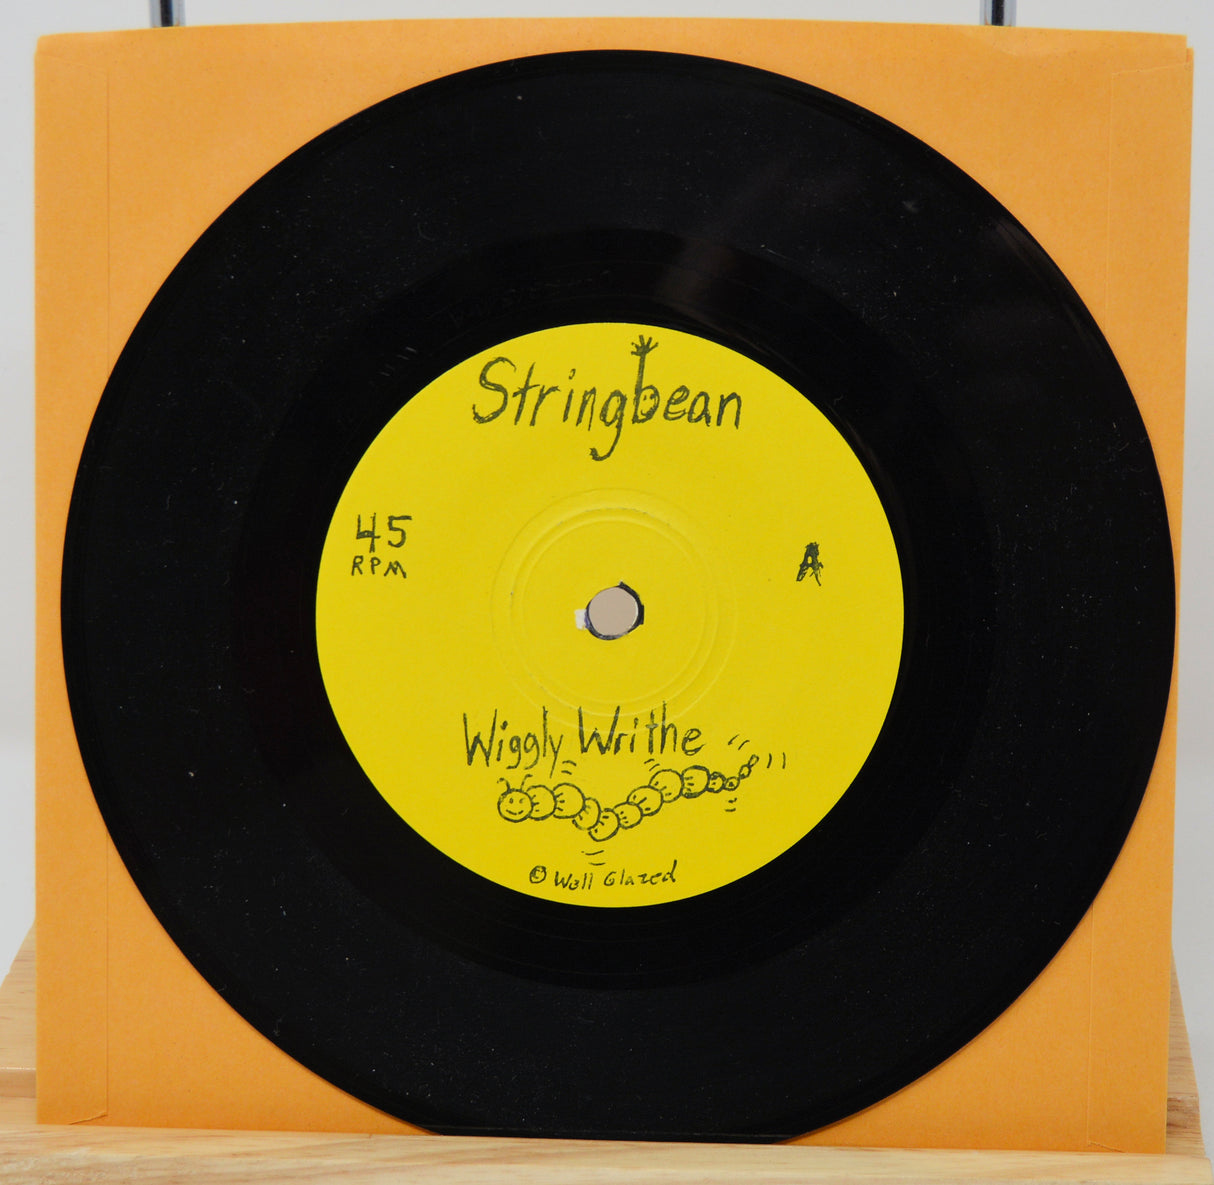 Stringbean
45
RPM
A
Wiggly Writhe
© Well Glazed